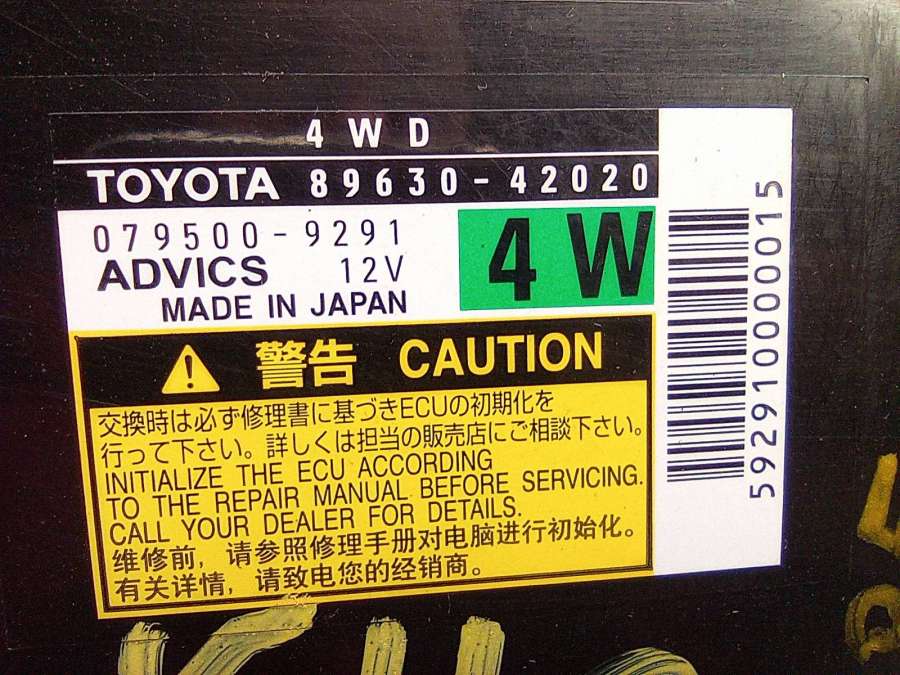 4WD
TOYOTA 89630-42020
079500-9291
ADVICS 12V
MADE IN JAPAN
4W
592910000015
警告 CAUTION
交換時は必ず修理書に基づきECUの初期化を
行って下さい。詳しくは担当の販売店にご相談下さい。
INITIALIZE THE ECU ACCORDING
TO THE REPAIR MANUAL BEFORE SERVICING.
CALL YOUR DEALER FOR DETAILS.
维修前，请参照修理手册对电脑进行初始化。
有关详情，请致电您的经销商。